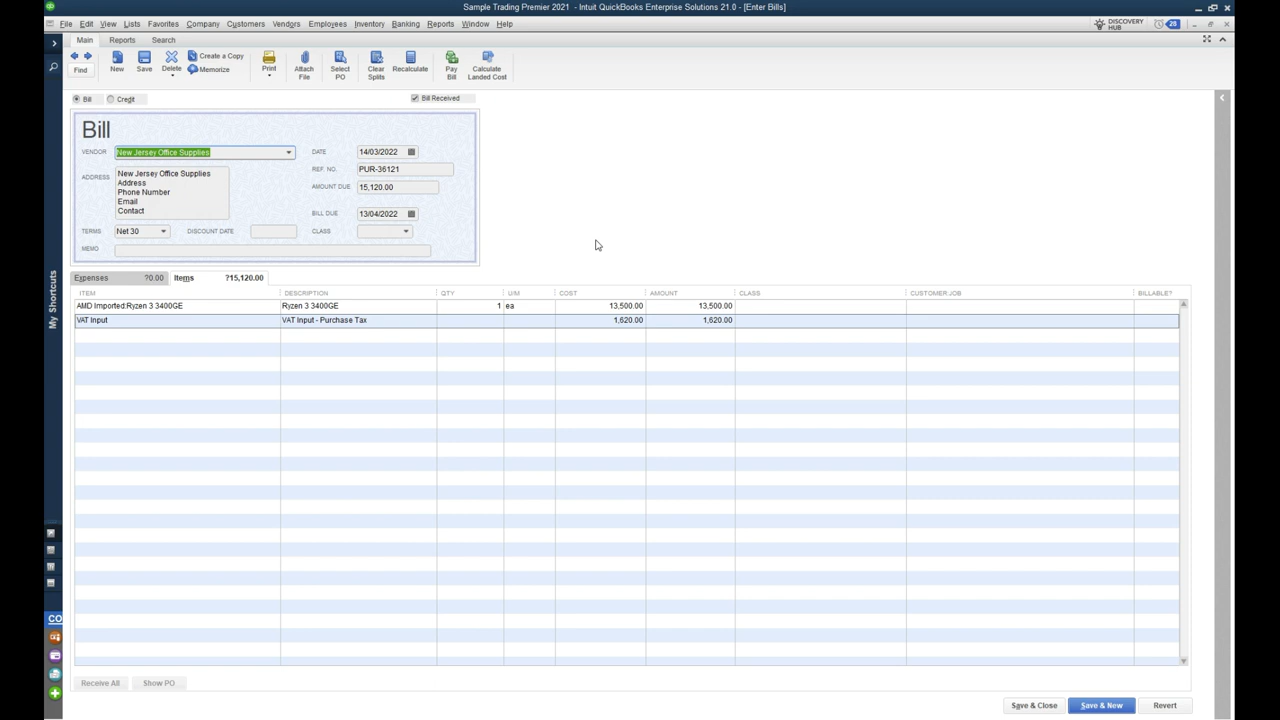 Sample Trading Premier 2021 - Intuit QuickBooks Enterprise Solutions 21.0 - [Enter Bills]
File Edit View Lists Favorites Company Customers Vendors Employees Inventory Banking Reports Window Help
DISCOVERY HUB 28
Main Reports Search
Find New Save Delete Create a Copy Memorize Print Attach File Select PO Clear Splits Recalculate Pay Bill Calculate Landed Cost
Bill Credit Bill Received
Bill
VENDOR New Jersey Office Supplies DATE 14/03/2022
REF. NO. PUR-36121
ADDRESS New Jersey Office Supplies
Address
Phone Number
Email
Contact
AMOUNT DUE 15,120.00
BILL DUE 13/04/2022
TERMS Net 30 DISCOUNT DATE CLASS
MEMO
Expenses ?0.00 Items ?15,120.00
ITEM DESCRIPTION QTY U/M COST AMOUNT CLASS CUSTOMER:JOB BILLABLE?
AMD Imported:Ryzen 3 3400GE Ryzen 3 3400GE 1 ea 13,500.00 13,500.00
VAT Input VAT Input - Purchase Tax 1,620.00 1,620.00
My Shortcuts
CO
Receive All Show PO
Save & Close Save & New Revert